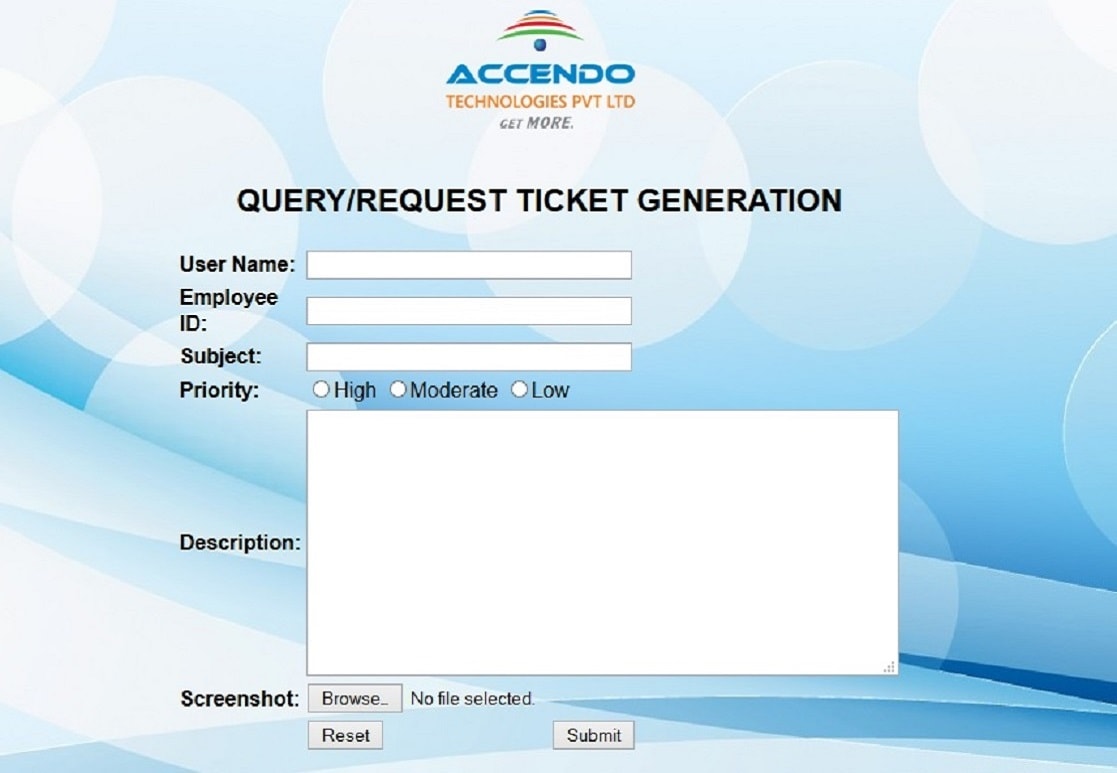 ACCENDO
TECHNOLOGIES PVT LTD
GET MORE.
QUERY/REQUEST TICKET GENERATION
User Name:
Employee
ID:
Subject:
Priority: High Moderate Low
Description:
Screenshot: Browse... No file selected.
Reset Submit